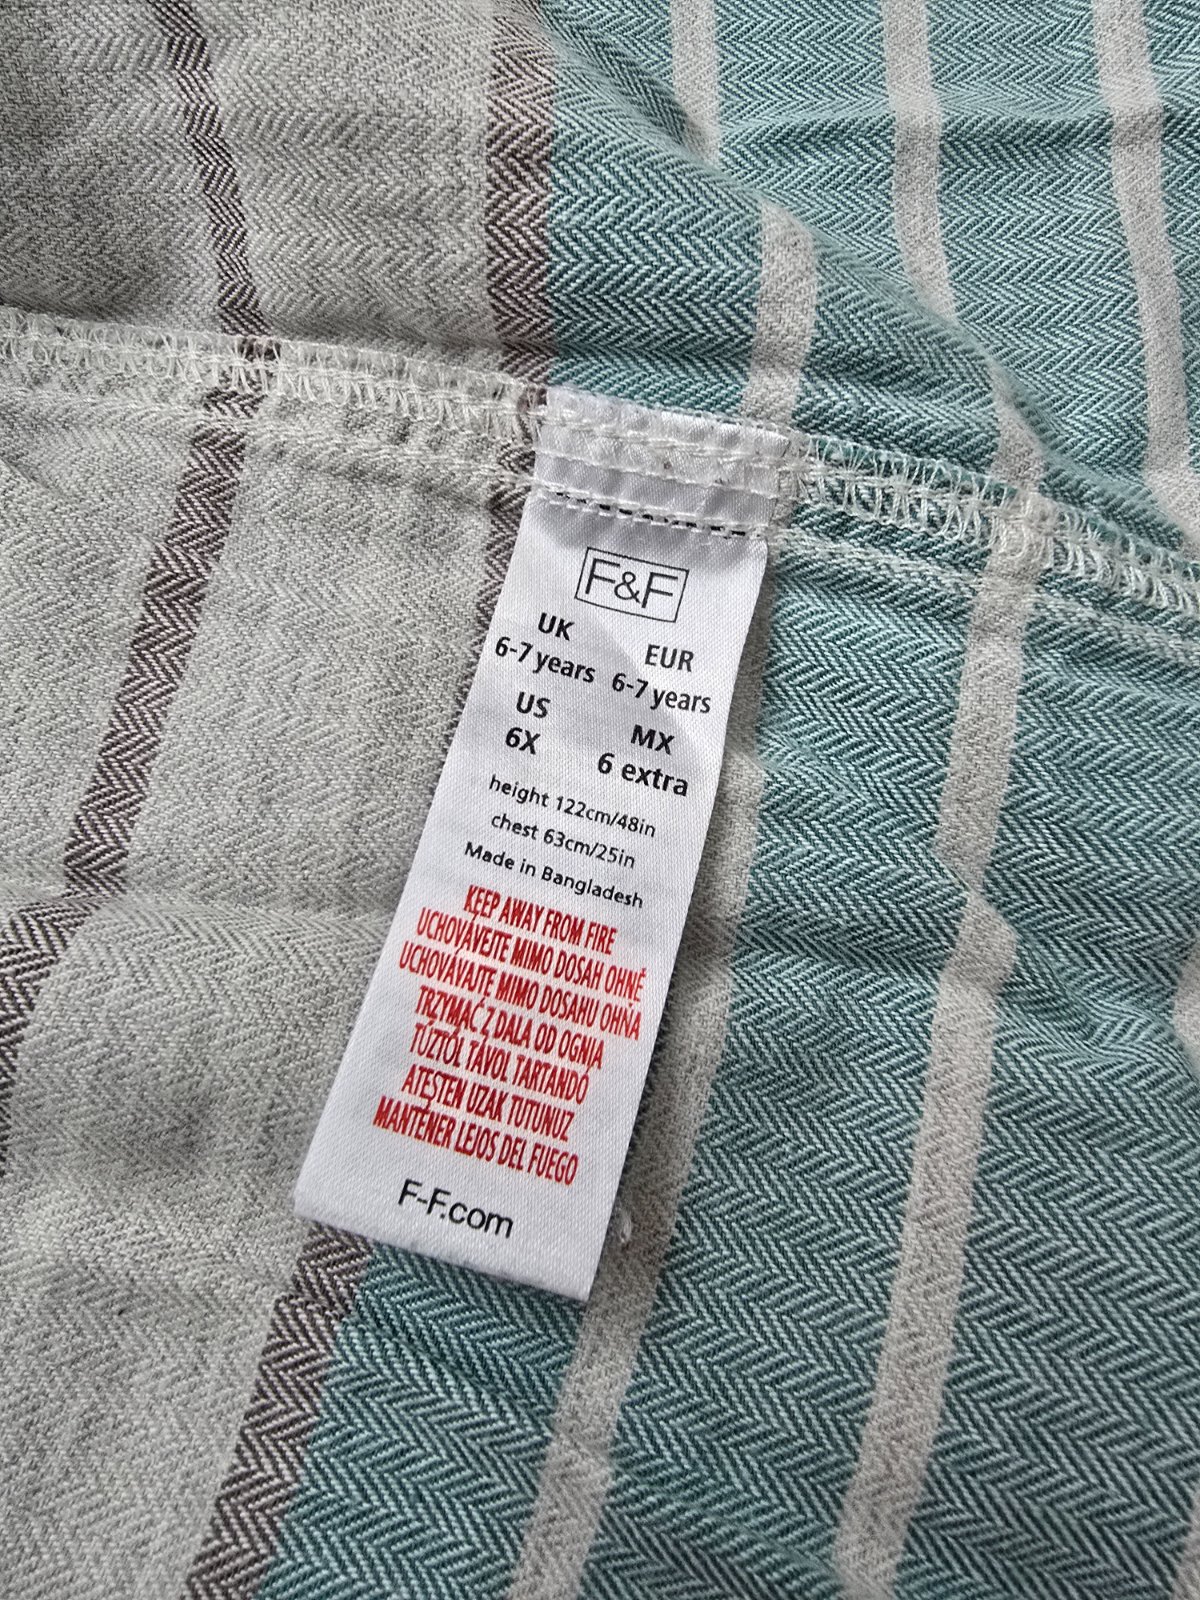 F&F
UK EUR
6-7 years 6-7 years
US MX
6X 6 extra
height 122cm/48in
chest 63cm/25in
Made in Bangladesh
KEEP AWAY FROM FIRE
UCHOVÁVEJTE MIMO DOSAH OHNĚ
UCHOVÁVAJTE MIMO DOSAHU OHŇA
TRZYMAĆ Z DALA OD OGNIA
TŰZTŐL TÁVOL TARTANDÓ
ATEŞTEN UZAK TUTUNUZ
MANTENER LEJOS DEL FUEGO
F-F.com